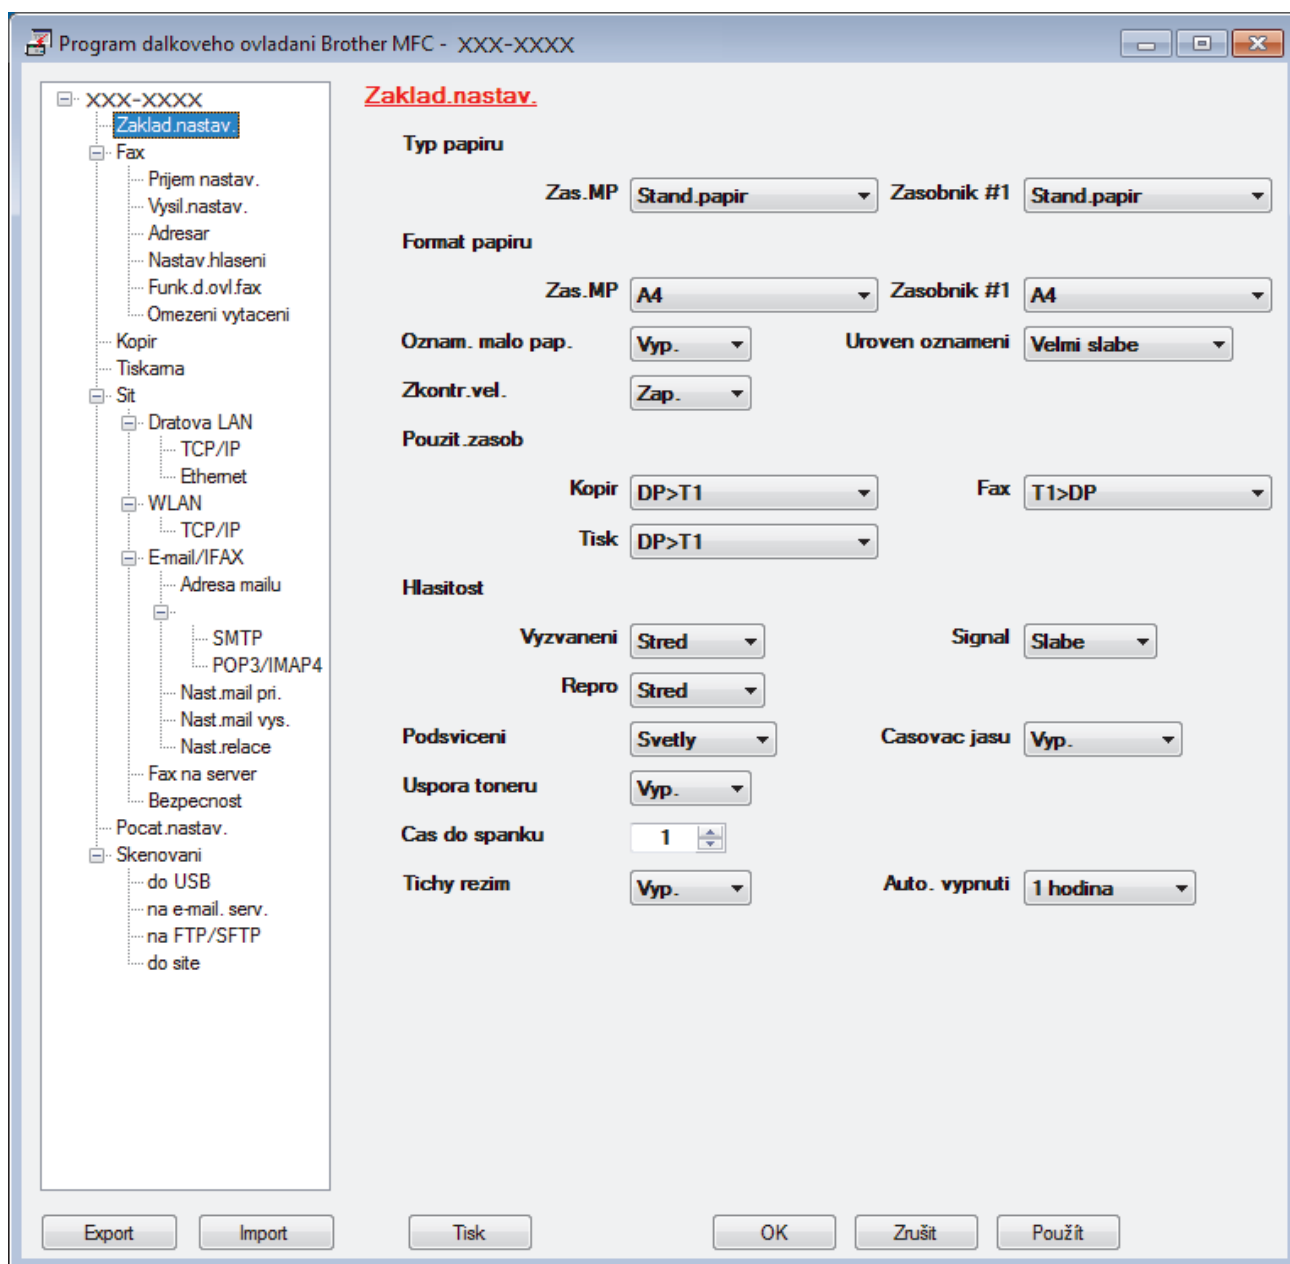 Program dalkoveho ovladani Brother MFC - XXX-XXXX
XXX-XXXX
Zaklad.nastav.
Fax
Prijem nastav.
Vysil.nastav.
Adresar
Nastav.hlaseni
Funk.d.ovl.fax
Omezeni vytaceni
Kopir
Tiskarna
Sit
Dratova LAN
TCP/IP
Ethernet
WLAN
TCP/IP
E-mail/IFAX
Adresa mailu
SMTP
POP3/IMAP4
Nast.mail pri.
Nast.mail vys.
Nast.relace
Fax na server
Bezpecnost
Pocat.nastav.
Skenovani
do USB
na e-mail. serv.
na FTP/SFTP
do site
Zaklad.nastav.
Typ papiru
Zas.MP Stand.papir Zasobnik #1 Stand.papir
Format papiru
Zas.MP A4 Zasobnik #1 A4
Oznam. malo pap. Vyp. Uroven oznameni Velmi slabe
Zkontr.vel. Zap.
Pouzit.zasob
Kopir DP>T1 Fax T1>DP
Tisk DP>T1
Hlasitost
Vyzvaneni Stred Signal Slabe
Repro Stred
Podsviceni Svetly Casovac jasu Vyp.
Uspora toneru Vyp.
Cas do spanku 1
Tichy rezim Vyp. Auto. vypnuti 1 hodina
Export Import Tisk OK Zrušit Použít